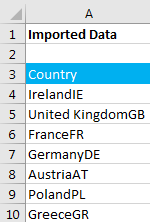 A
1 Imported Data
2
3 Country
4 IrelandIE
5 United KingdomGB
6 FranceFR
7 GermanyDE
8 AustriaAT
9 PolandPL
10 GreeceGR